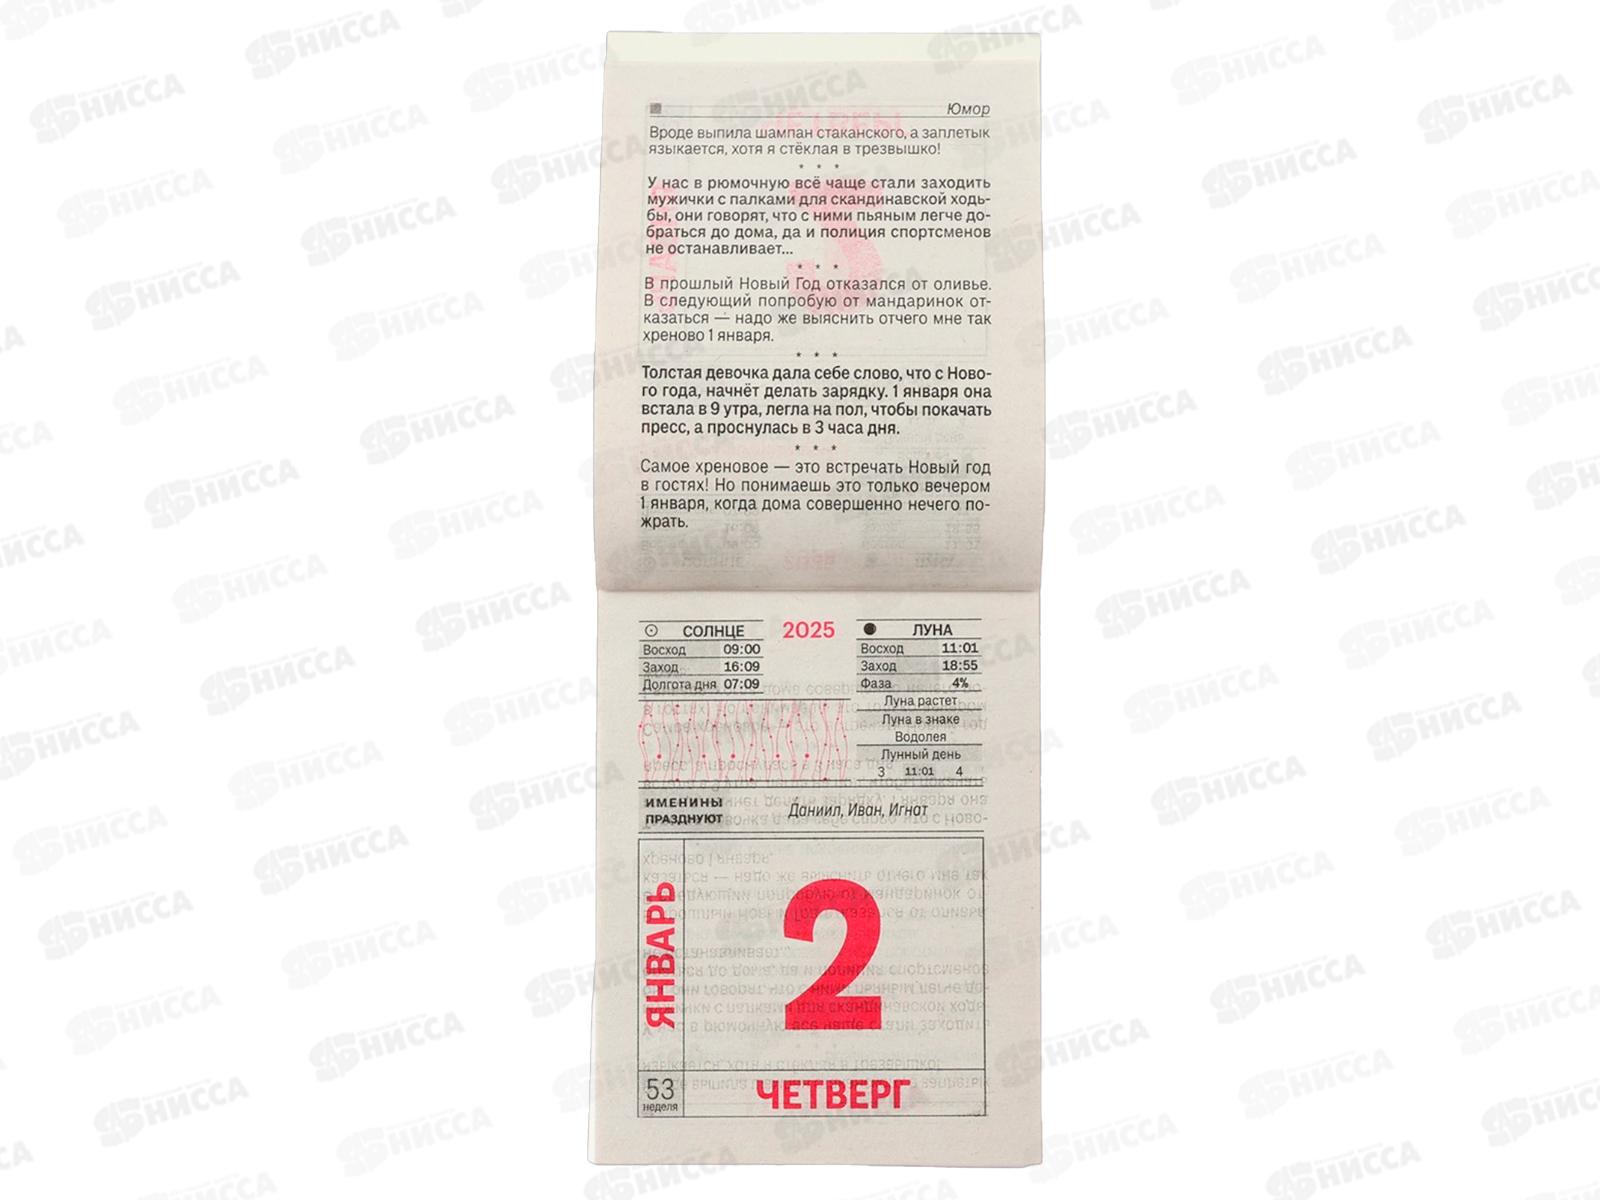 Юмор
Вроде выпила шампан стаканского, а заплетык
языкается, хотя я стёклая в трезвышко!
* * *
У нас в рюмочную всё чаще стали заходить
мужички с палками для скандинавской ходь-
бы, они говорят, что с ними пьяным легче до-
браться до дома, да и полиция спортсменов
не останавливает...
* * *
В прошлый Новый Год отказался от оливье.
В следующий попробую от мандаринок от-
казаться — надо же выяснить отчего мне так
хреново 1 января.
* * *
Толстая девочка дала себе слово, что с Ново-
го года, начнёт делать зарядку. 1 января она
встала в 9 утра, легла на пол, чтобы покачать
пресс, а проснулась в 3 часа дня.
* * *
Самое хреновое — это встречать Новый год
в гостях! Но понимаешь это только вечером
1 января, когда дома совершенно нечего по-
жрать.
СОЛНЦЕ
Восход 09:00
Заход 16:09
Долгота дня 07:09
2025
ЛУНА
Восход 11:01
Заход 18:55
Фаза 4%
Луна растет
Луна в знаке
Водолея
Лунный день
3 11:01 4
ИМЕНИНЫ
ПРАЗДНУЮТ
Даниил, Иван, Игнат
ЯНВАРЬ
2
53
неделя
ЧЕТВЕРГ
НИССА